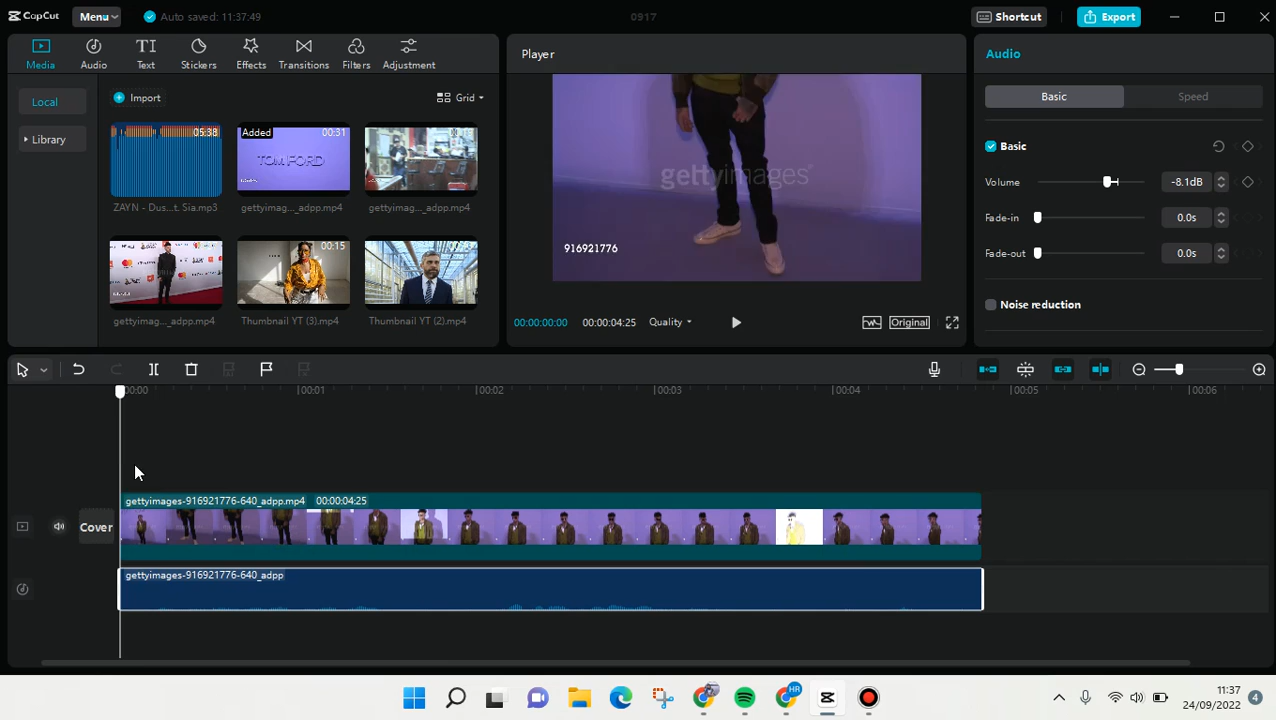 CapCut
Menu
Auto saved: 11:37:49
0917
Shortcut
Export
Media
Audio
Text
Stickers
Effects
Transitions
Filters
Adjustment
Local
Library
Import
Grid
05:38
ZAYN - Dus...t. Sia.mp3
Added
00:31
TOM FORD
gettyimag..._adpp.mp4
gettyimag..._adpp.mp4
gettyimag..._adpp.mp4
00:15
Thumbnail YT (3).mp4
Thumbnail YT (2).mp4
Player
gettyimages
916921776
00:00:00:00
00:00:04:25
Quality
Original
Audio
Basic
Speed
Basic
Volume
-8.1dB
Fade-in
0.0s
Fade-out
0.0s
Noise reduction
00:00
00:01
00:02
00:03
00:04
00:05
00:06
gettyimages-916921776-640_adpp.mp4
00:00:04:25
Cover
gettyimages-916921776-640_adpp
HR
11:37
24/09/2022
4